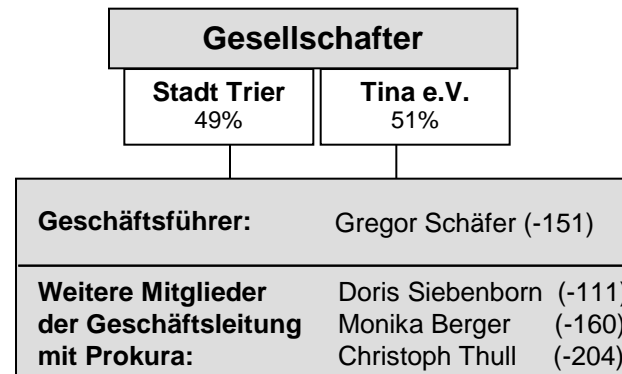 Gesellschafter
Stadt Trier Tina e.V.
49% 51%
Geschäftsführer: Gregor Schäfer (-151)
Weitere Mitglieder Doris Siebenborn (-111)
der Geschäftsleitung Monika Berger (-160)
mit Prokura: Christoph Thull (-204)